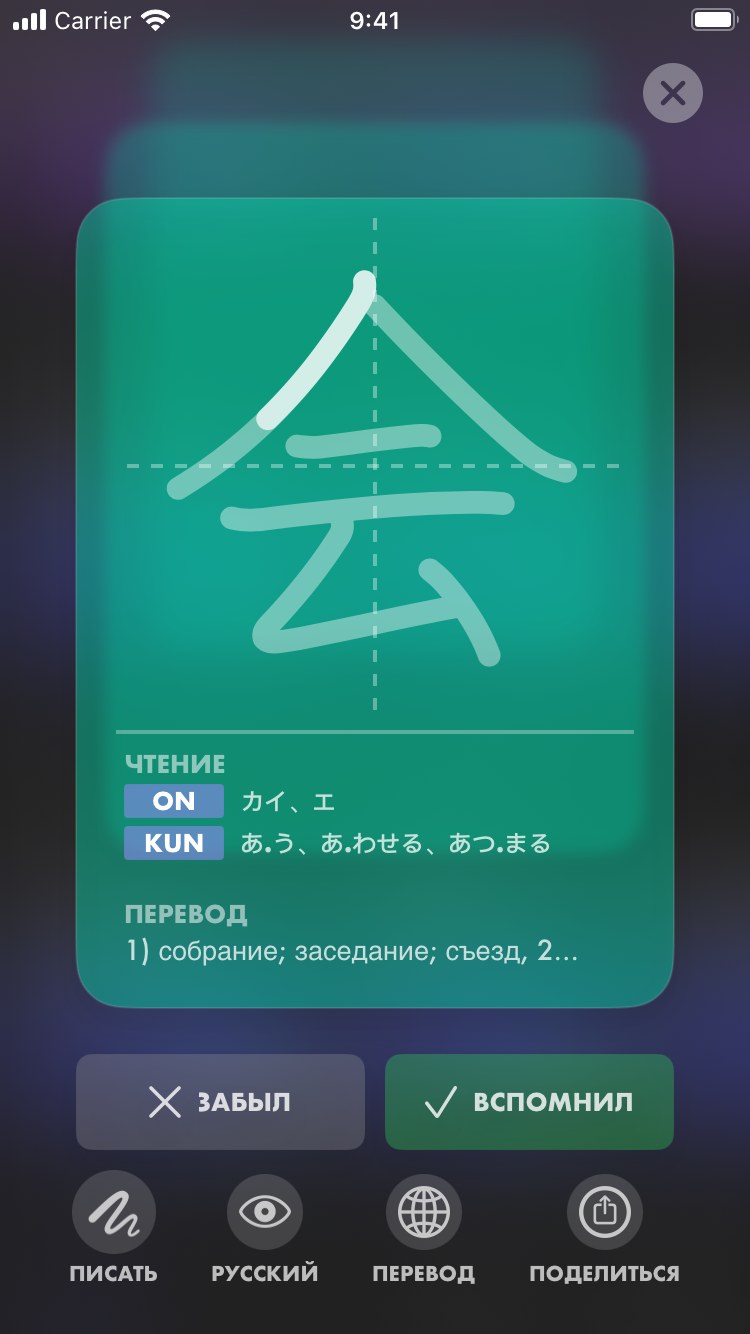 Carrier 9:41
会
ЧТЕНИЕ
ON カイ、エ
KUN あ.う、あ.わせる、あつ.まる
ПЕРЕВОД
1) собрание; заседание; съезд, 2...
ЗАБЫЛ ВСПОМНИЛ
ПИСАТЬ РУССКИЙ ПЕРЕВОД ПОДЕЛИТЬСЯ